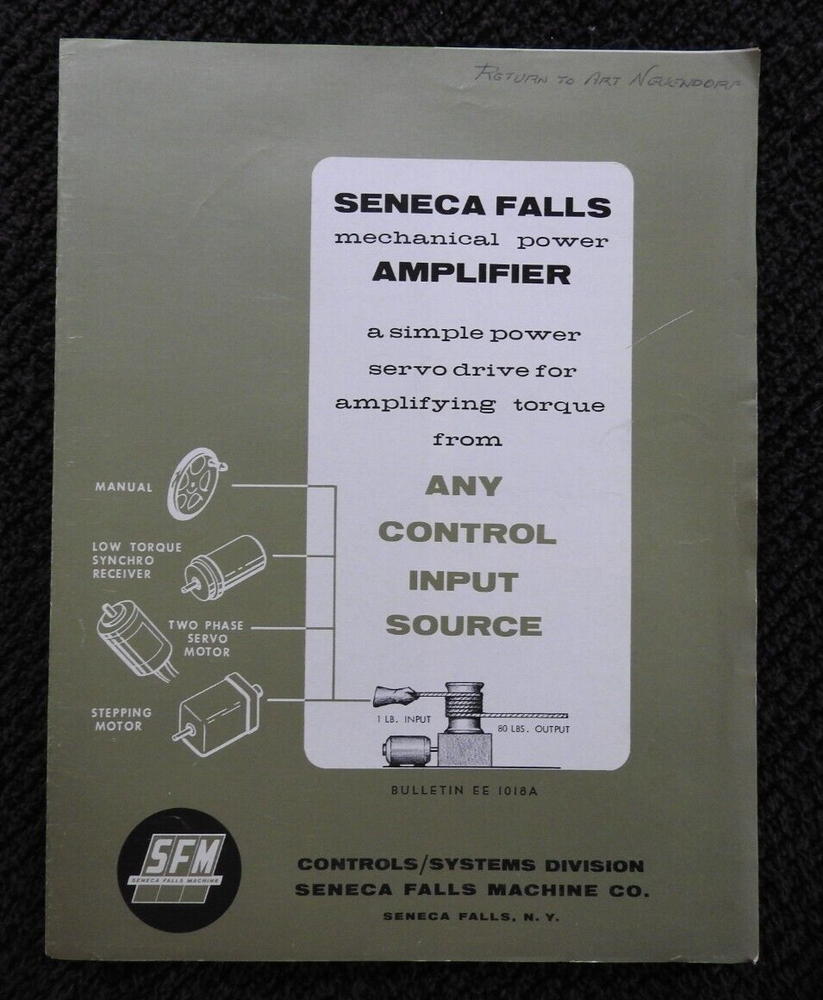 RETURN TO ART NEUENDORF
SENECA FALLS
mechanical power
AMPLIFIER
a simple power
servo drive for
amplifying torque
from
ANY
CONTROL
INPUT
SOURCE
MANUAL
LOW TORQUE
SYNCHRO
RECEIVER
TWO PHASE
SERVO
MOTOR
STEPPING
MOTOR
1 LB. INPUT
80 LBS. OUTPUT
BULLETIN EE 1018A
SFM
SENECA FALLS MACHINE
CONTROLS/SYSTEMS DIVISION
SENECA FALLS MACHINE CO.
SENECA FALLS, N. Y.